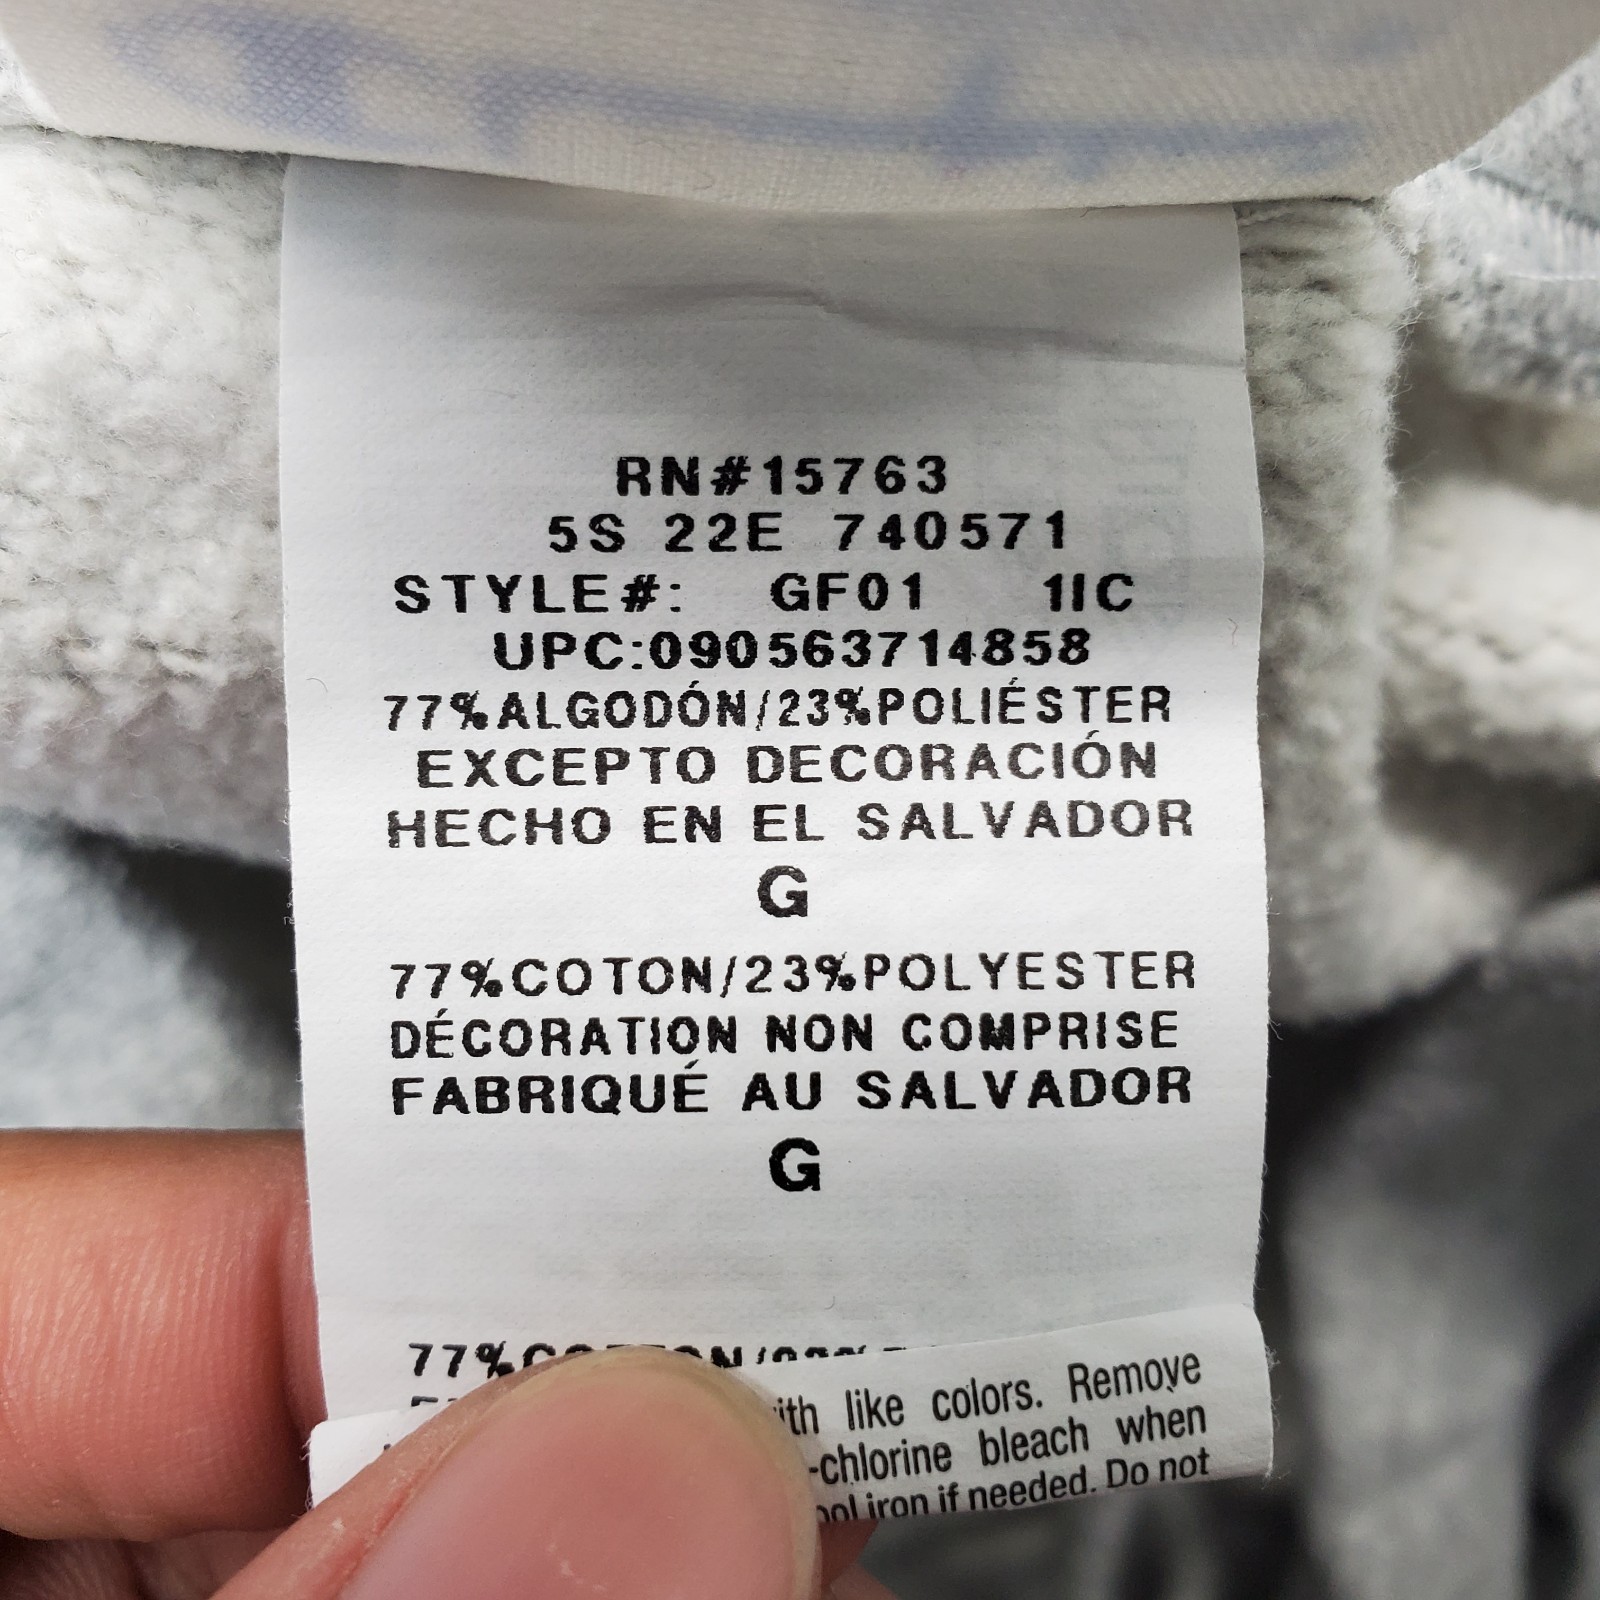 RN#15763
5S 22E 740571
STYLE#: GF01 1IC
UPC:090563714858
77%ALGODÓN/23%POLIÉSTER
EXCEPTO DECORACIÓN
HECHO EN EL SALVADOR
G
77%COTON/23%POLYESTER
DÉCORATION NON COMPRISE
FABRIQUÉ AU SALVADOR
G
77%COTTON/23%
like colors. Remove
-chlorine bleach when
iron if needed. Do not